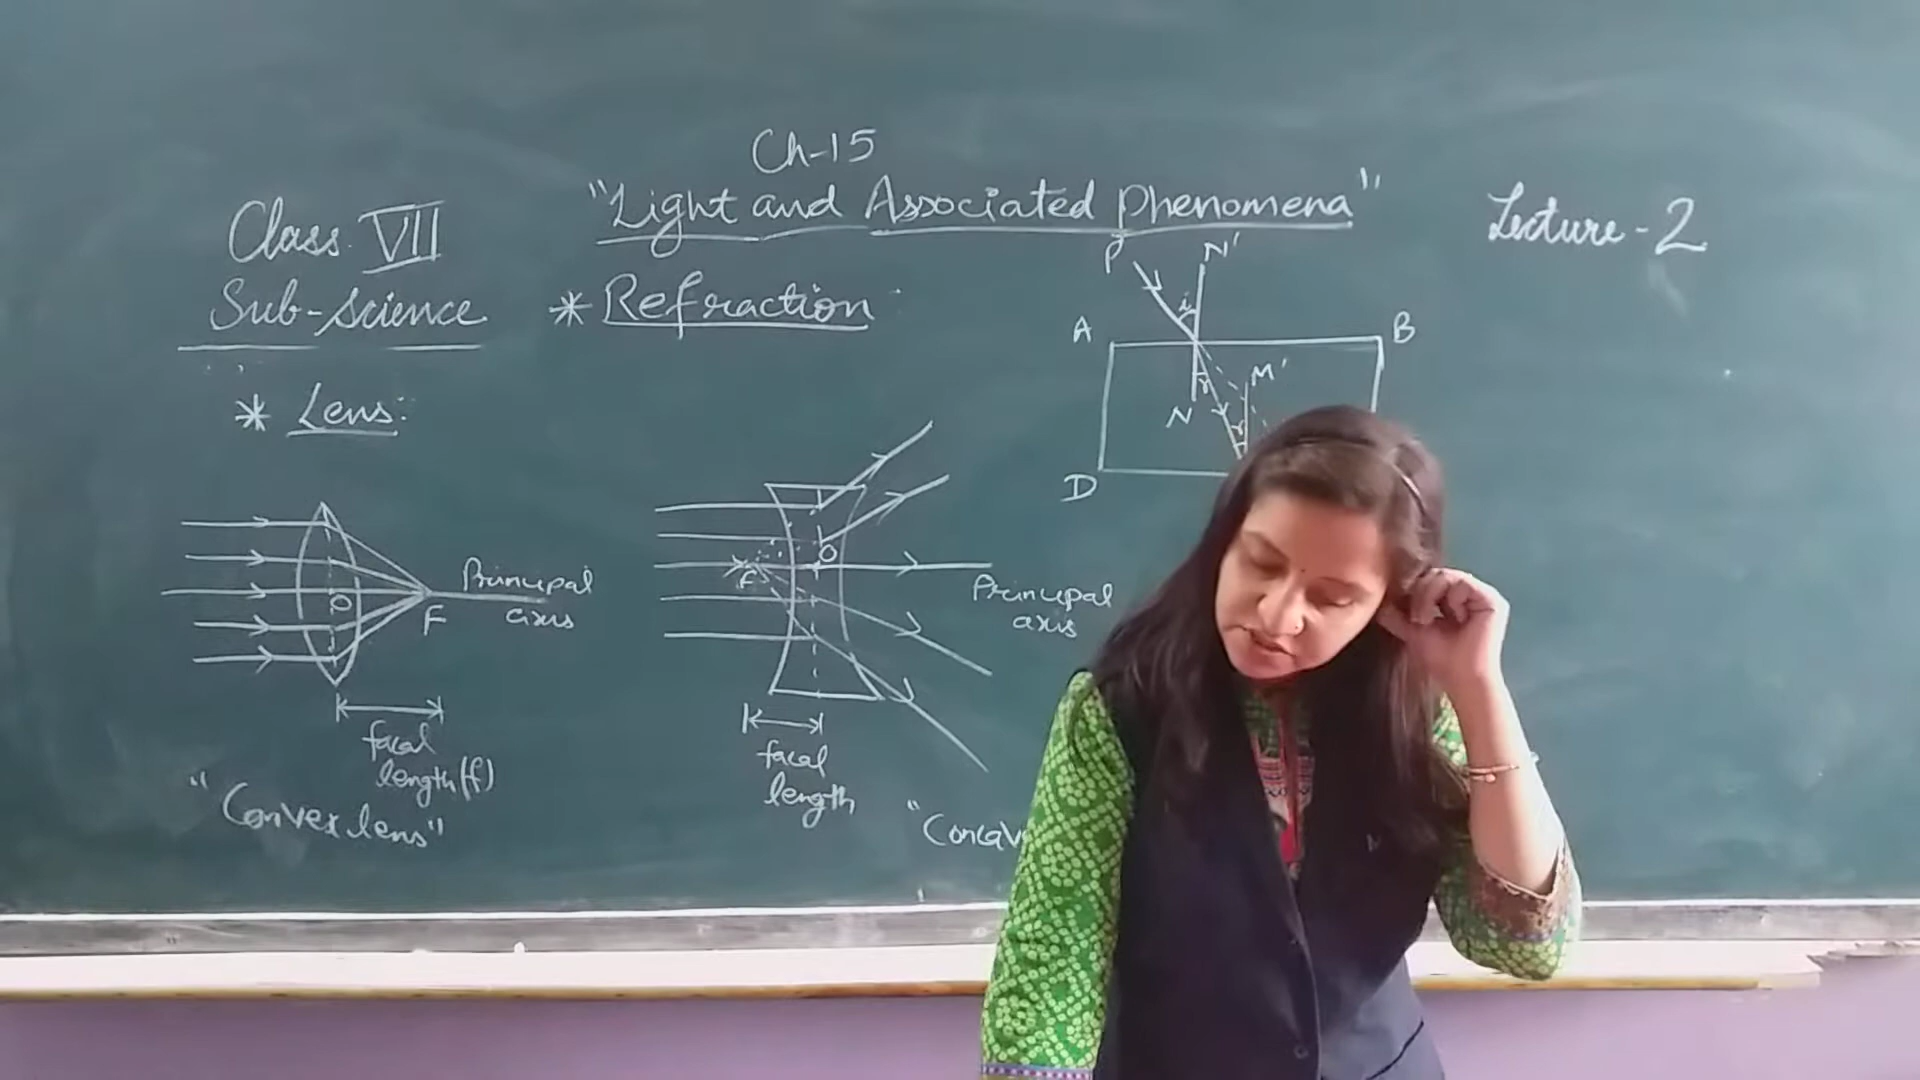 Ch-15
"Light and Associated Phenomena"
Class VII
Lecture-2
Sub-science
* Refraction:
P
N'
i
A
B
M'
r
N
r
D
* Lens:
O
F
Principal
axis
focal
length(f)
"Convex lens"
O
F
Principal
axis
focal
length
"Concav